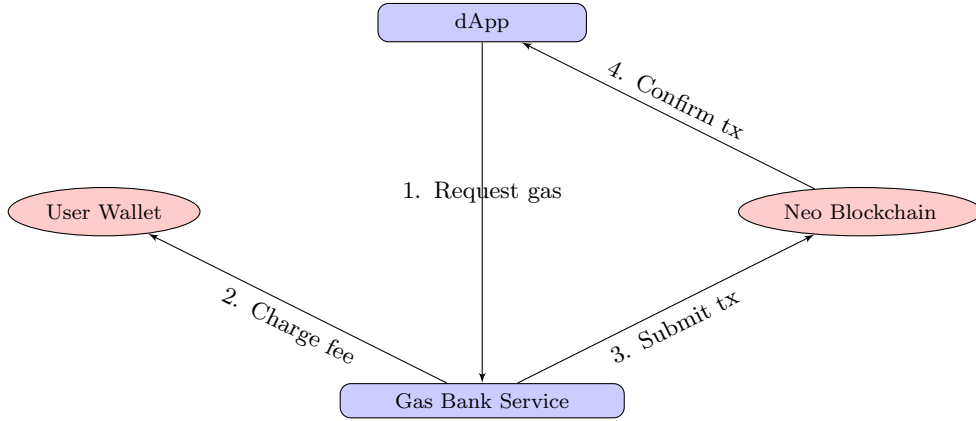 dApp
4. Confirm tx
1. Request gas
User Wallet
Neo Blockchain
2. Charge fee
3. Submit tx
Gas Bank Service